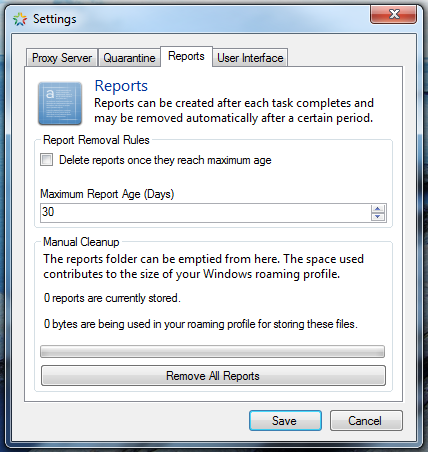 Settings
Proxy Server Quarantine Reports User Interface
Reports
Reports can be created after each task completes and
may be removed automatically after a certain period.
Report Removal Rules
Delete reports once they reach maximum age
Maximum Report Age (Days)
30
Manual Cleanup
The reports folder can be emptied from here. The space used
contributes to the size of your Windows roaming profile.
0 reports are currently stored.
0 bytes are being used in your roaming profile for storing these files.
Remove All Reports
Save Cancel